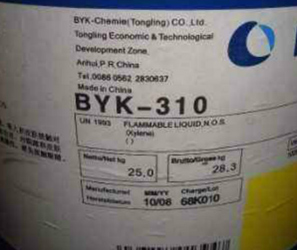 BYK-Chemie(Tongling) CO.,Ltd.
Tongling Economic & Technological
Development Zone,
Anhui,P.R,China
Tel.0086 0562 2830637
Made in China
BYK-310
UN 1993 FLAMMABLE LIQUID,N.O.S.
(Xylene)
Netto/Net kg Brutto/Gross kg
25.0 28.3
Manufactured MM/YY Charge/Lot
Herstelldatum 10/08 68K010